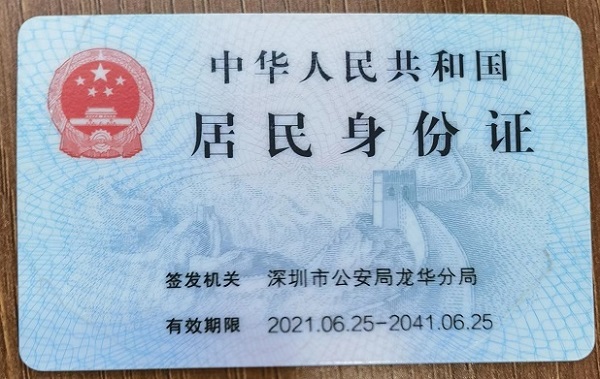 中华人民共和国
居民身份证
签发机关 深圳市公安局龙华分局
有效期限 2021.06.25-2041.06.25